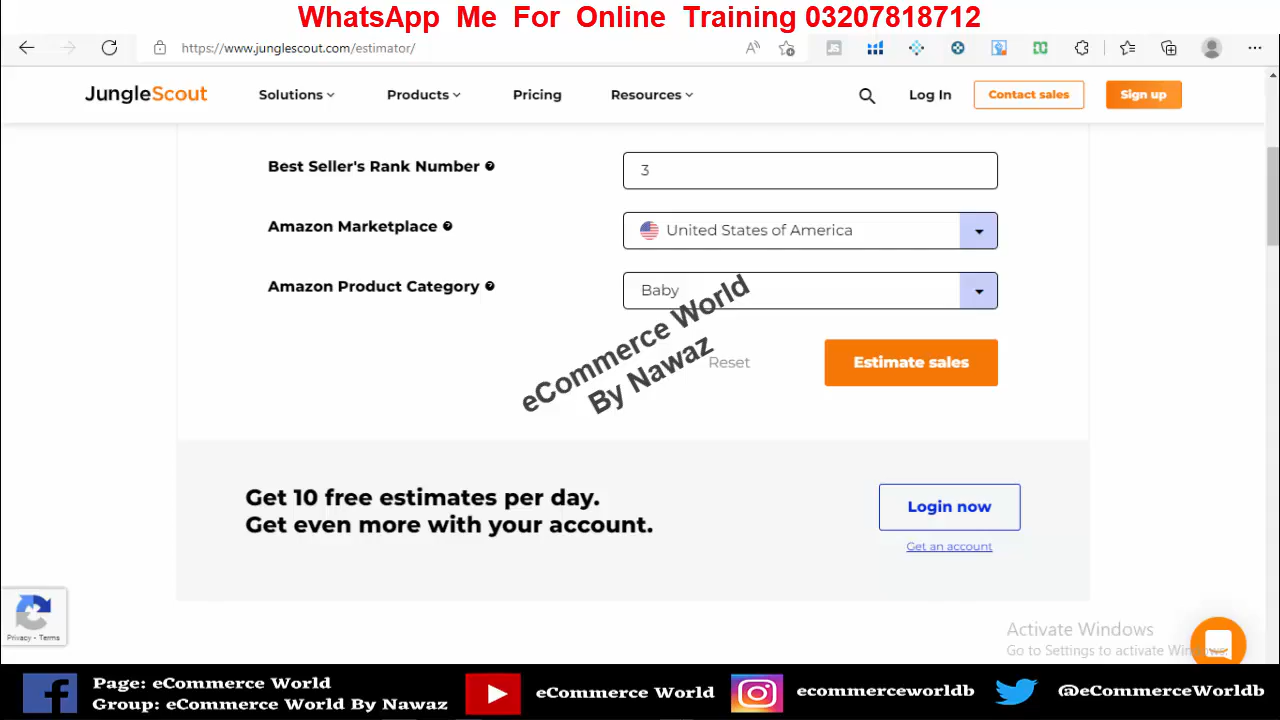 WhatsApp Me For Online Training 03207818712
https://www.junglescout.com/estimator/
JungleScout
Solutions
Products
Pricing
Resources
Log In
Contact sales
Sign up
Best Seller's Rank Number
3
Amazon Marketplace
United States of America
Amazon Product Category
Baby
eCommerce World
By Nawaz
Reset
Estimate sales
Get 10 free estimates per day.
Get even more with your account.
Login now
Get an account
Privacy - Terms
Activate Windows
Go to Settings to activate Windows.
Page: eCommerce World
Group: eCommerce World By Nawaz
eCommerce World
ecommerceworldb
@eCommerceWorldb